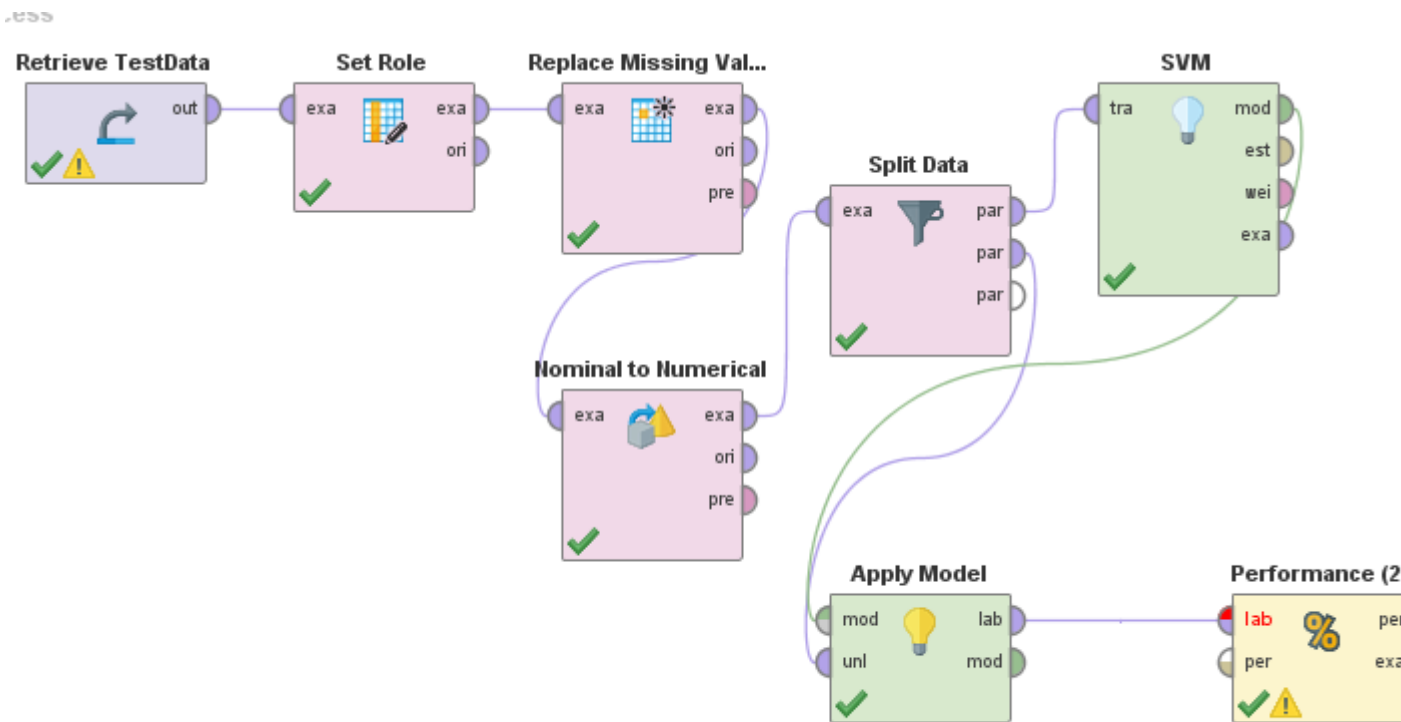 Retrieve TestData
out
Set Role
exa exa
ori
Replace Missing Val...
exa exa
ori
pre
SVM
tra mod
est
wei
exa
Split Data
exa par
par
par
Nominal to Numerical
exa exa
ori
pre
Apply Model
mod lab
unl mod
Performance (2
lab per
% 
per exa